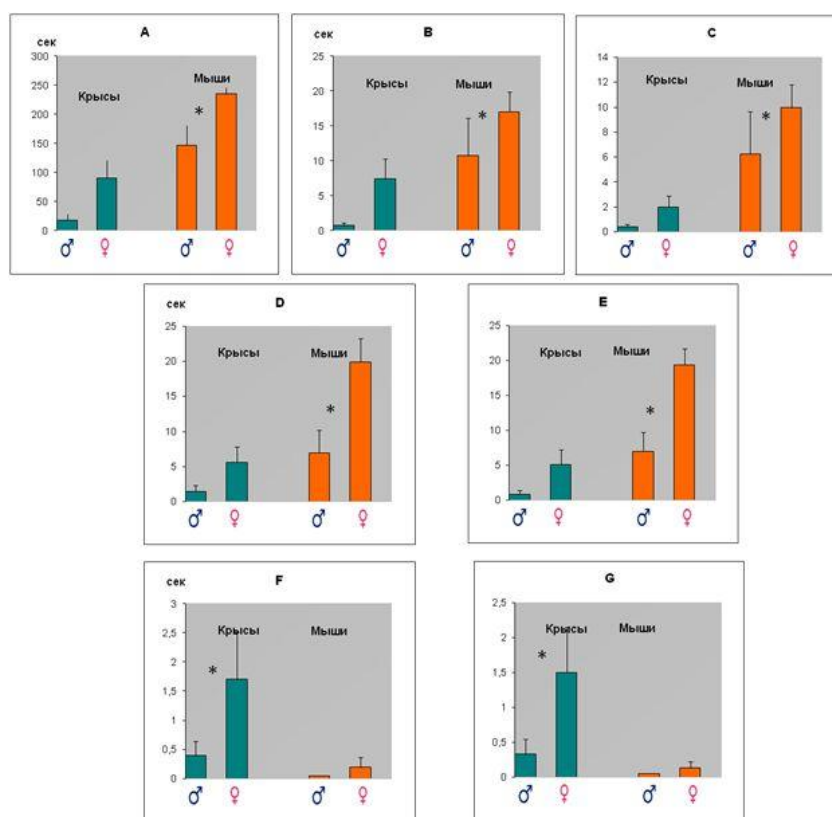 A
сек
300
250
200
150
100
50
0
Крысы
Мыши
*
♂ ♀ ♂ ♀
B
25
20
15
10
5
0
Крысы
Мыши
*
♂ ♀ ♂ ♀
C
14
12
10
8
6
4
2
0
Крысы
Мыши
*
♂ ♀ ♂ ♀
D
сек
25
20
15
10
5
0
Крысы
Мыши
*
♂ ♀ ♂ ♀
E
25
20
15
10
5
0
Крысы
Мыши
*
♂ ♀ ♂ ♀
F
сек
3
2,5
2
1,5
1
0,5
0
Крысы
Мыши
*
♂ ♀ ♂ ♀
G
2,5
2
1,5
1
0,5
0
Крысы
Мыши
*
♂ ♀ ♂ ♀